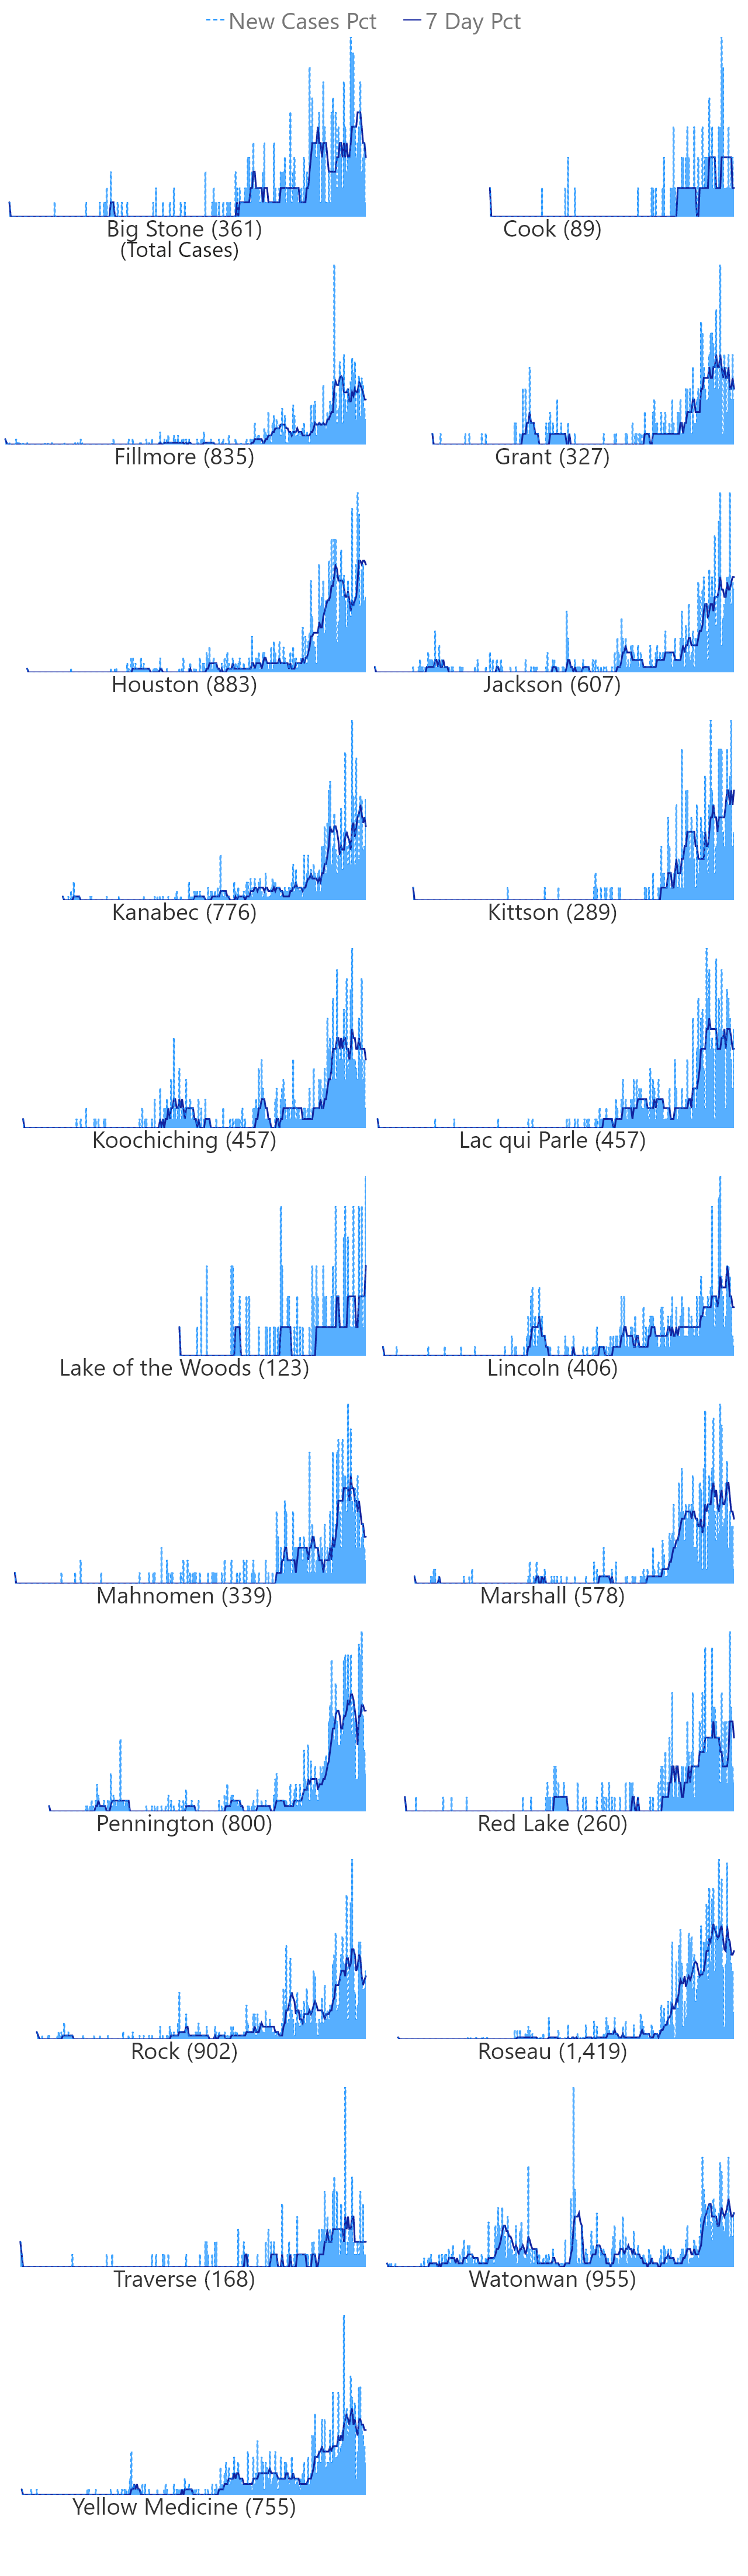 New Cases Pct 7 Day Pct
Big Stone (361)
(Total Cases)
Cook (89)
Fillmore (835)
Grant (327)
Houston (883)
Jackson (607)
Kanabec (776)
Kittson (289)
Koochiching (457)
Lac qui Parle (457)
Lake of the Woods (123)
Lincoln (406)
Mahnomen (339)
Marshall (578)
Pennington (800)
Red Lake (260)
Rock (902)
Roseau (1,419)
Traverse (168)
Watonwan (955)
Yellow Medicine (755)